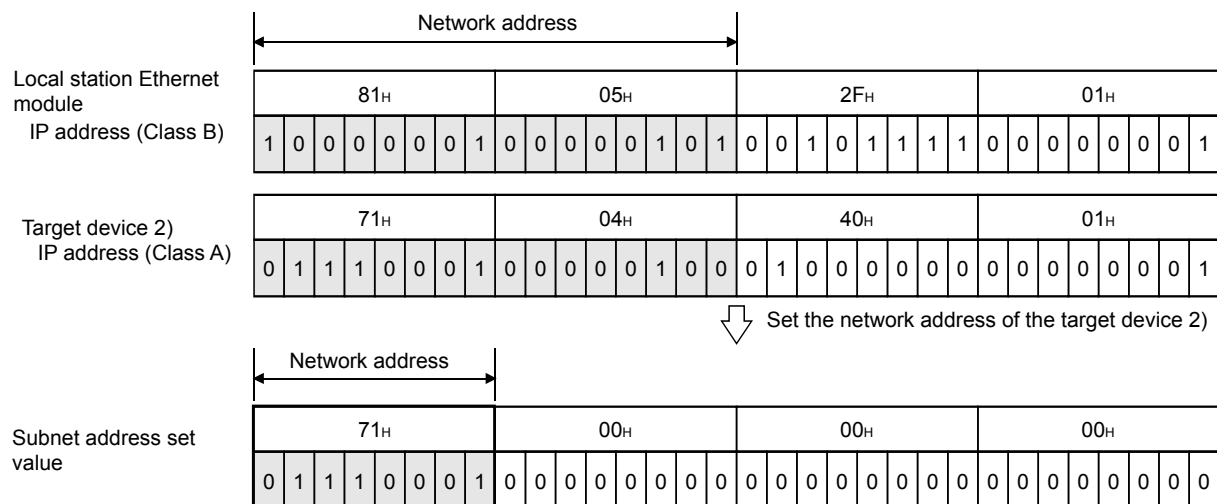 Network address
Local station Ethernet
module
IP address (Class B)
81H 05H 2FH 01H
1 0 0 0 0 0 0 1 0 0 0 0 0 1 0 1 0 0 1 0 1 1 1 1 0 0 0 0 0 0 0 1
Target device 2)
IP address (Class A)
71H 04H 40H 01H
0 1 1 1 0 0 0 1 0 0 0 0 0 1 0 0 0 1 0 0 0 0 0 0 0 0 0 0 0 0 0 1
Set the network address of the target device 2)
Network address
Subnet address set
value
71H 00H 00H 00H
0 1 1 1 0 0 0 1 0 0 0 0 0 0 0 0 0 0 0 0 0 0 0 0 0 0 0 0 0 0 0 0